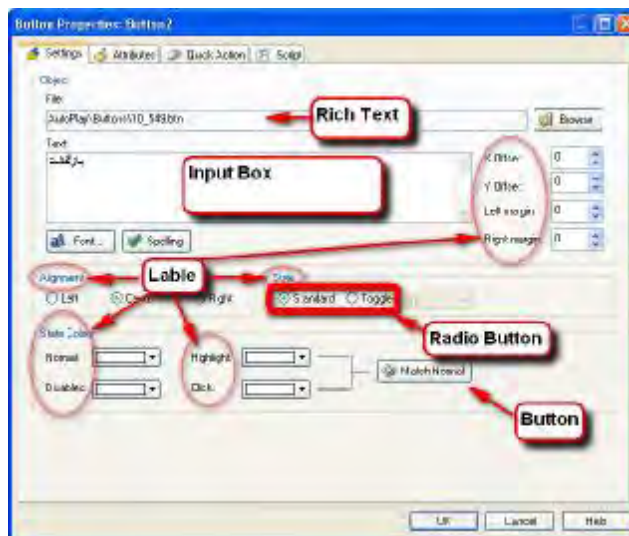 Button Properties: Button2
Settings Attributes Quick Action Script
Object
File:
AutoPlay\Buttons\10_549.btn Rich Text Browse
Text:
بازگشت
Input Box
X Offset: 0
Y Offset: 0
Left margin: 0
Right margin: 0
Font... Spelling
Alignment Lable Style
Left Center Right Standard Toggle
Radio Button
State Colors
Normal: Highlight:
Match Normal
Disabled: Click:
Button
OK Cancel Help